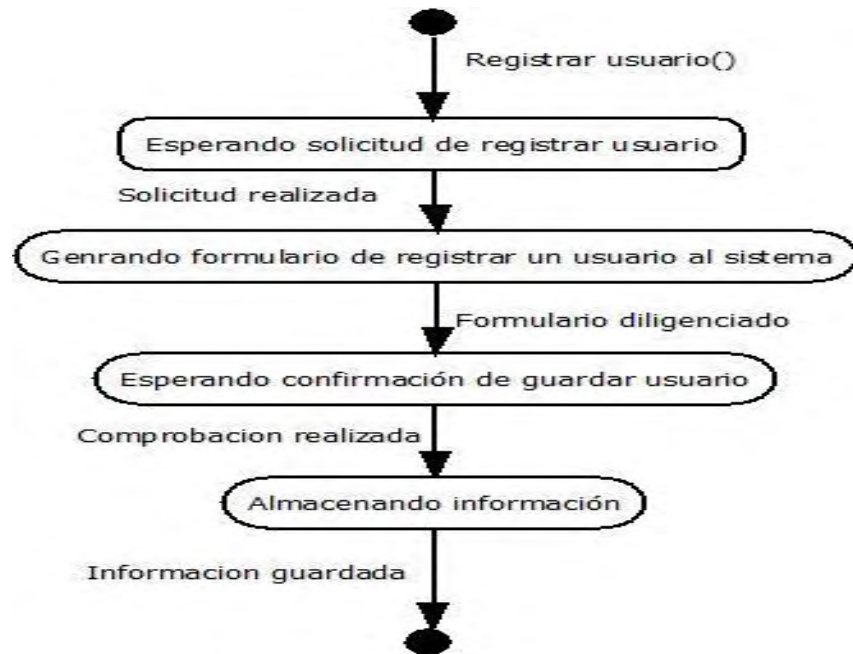 Registrar usuario()
Esperando solicitud de registrar usuario
Solicitud realizada
Genrando formulario de registrar un usuario al sistema
Formulario diligenciado
Esperando confirmación de guardar usuario
Comprobacion realizada
Almacenando información
Informacion guardada